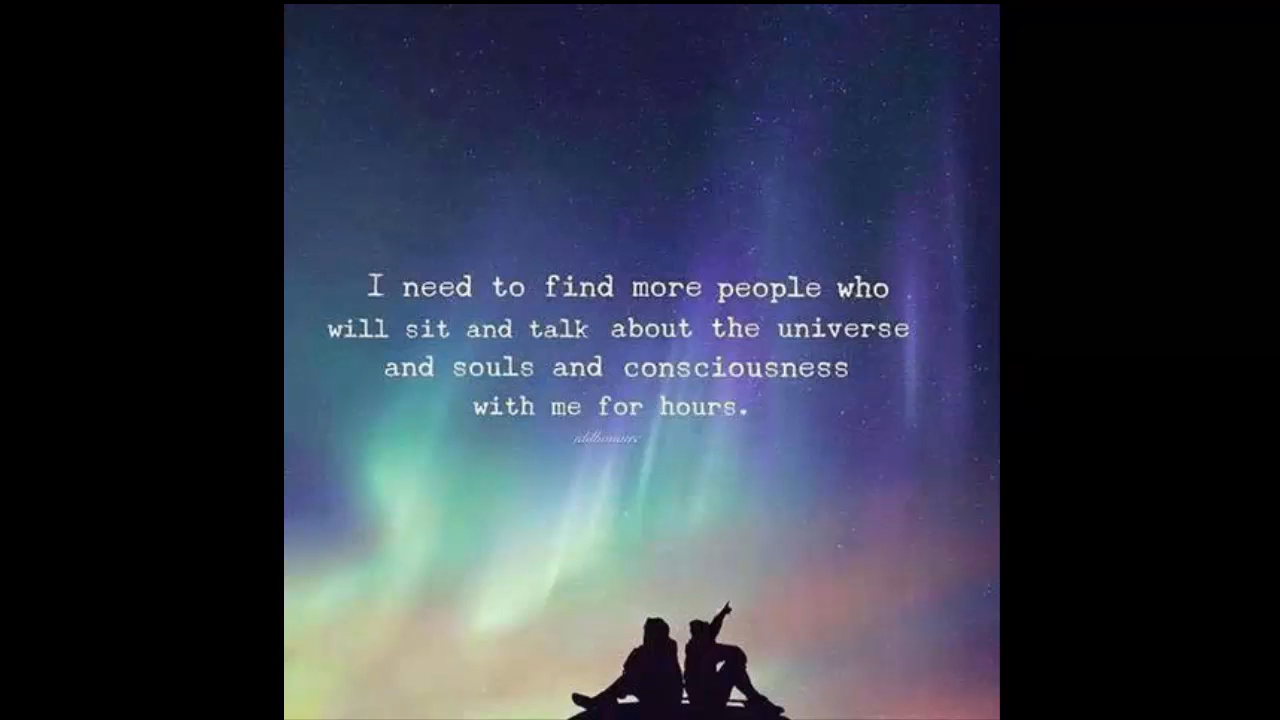 I need to find more people who
will sit and talk about the universe
and souls and consciousness
with me for hours.